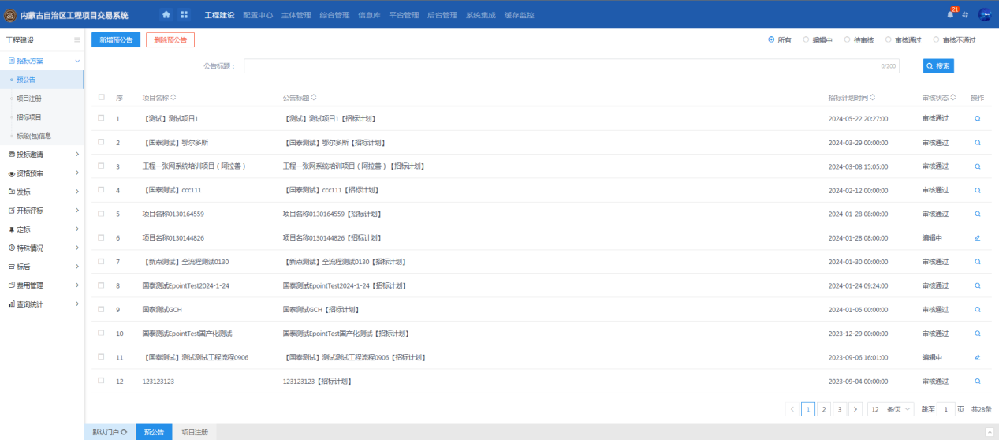 内蒙古自治区工程项目交易系统 工程建设 配置中心 主体管理 综合管理 信息库 平台管理 后台管理 系统集成 缓存监控 21
工程建设
招标方案
预公告
项目注册
招标项目
标段(包)信息
投标邀请
资格预审
发标
开标评标
定标
特殊情况
标后
费用管理
查询统计
新增预公告 删除预公告 所有 编辑中 待审核 审核通过 审核不通过
公告标题： 0/200 搜索
序 项目名称 公告标题 招标计划时间 审核状态 操作
1 【测试】测试项目1 【测试】测试项目1【招标计划】 2024-05-22 20:27:00 审核通过
2 【国泰测试】鄂尔多斯 【国泰测试】鄂尔多斯【招标计划】 2024-03-29 00:00:00 审核通过
3 工程一张网系统培训项目（阿拉善） 工程一张网系统培训项目（阿拉善）【招标计划】 2024-03-08 15:05:00 审核通过
4 【国泰测试】ccc111 【国泰测试】ccc111【招标计划】 2024-02-12 00:00:00 审核通过
5 项目名称0130164559 项目名称0130164559【招标计划】 2024-01-28 08:00:00 审核通过
6 项目名称0130144826 项目名称0130144826【招标计划】 2024-01-28 08:00:00 编辑中
7 【新点测试】全流程测试0130 【新点测试】全流程测试0130【招标计划】 2024-01-30 00:00:00 审核通过
8 国泰测试EpointTest2024-1-24 国泰测试EpointTest2024-1-24【招标计划】 2024-01-24 09:24:00 审核通过
9 国泰测试GCH 国泰测试GCH【招标计划】 2024-01-05 00:00:00 审核通过
10 国泰测试EpointTest国产化测试 国泰测试EpointTest国产化测试【招标计划】 2023-12-29 00:00:00 审核通过
11 【国泰测试】测试测试工程流程0906 【国泰测试】测试测试工程流程0906【招标计划】 2023-09-06 16:01:00 编辑中
12 123123123 123123123【招标计划】 2023-09-04 00:00:00 审核通过
1 2 3 12 条/页 跳至 1 页 共28条
默认门户 预公告 项目注册